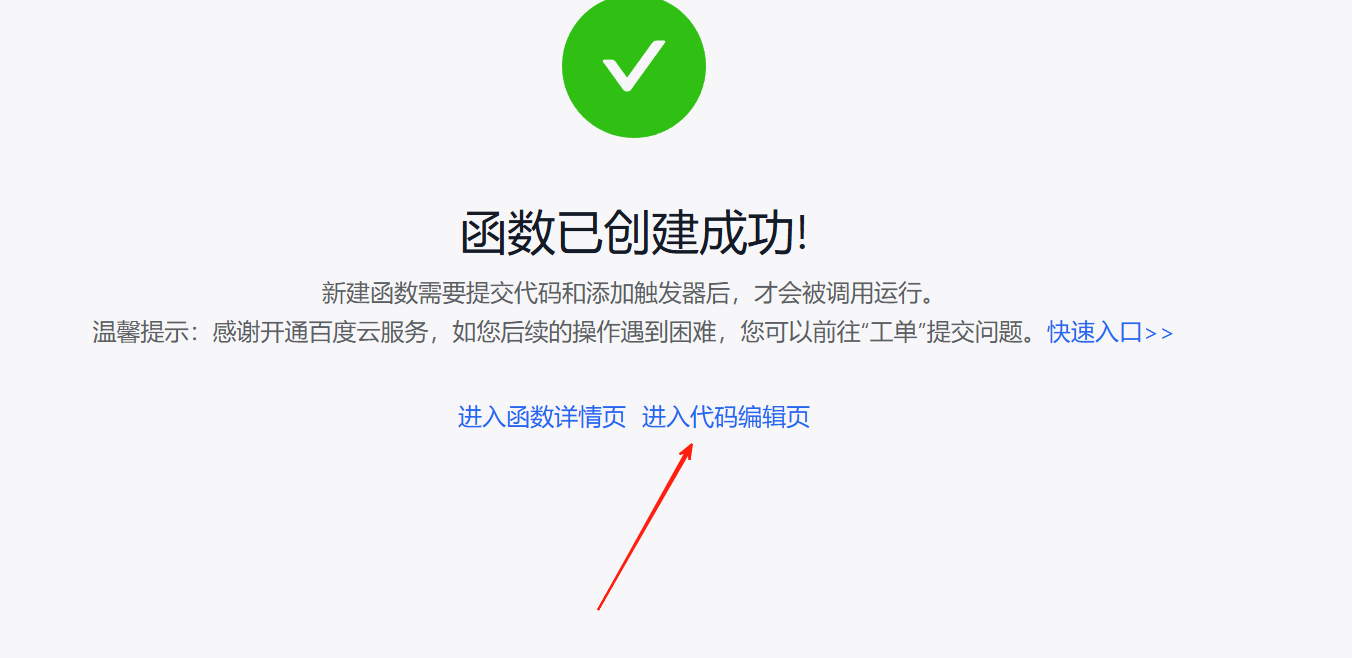 函数已创建成功!
新建函数需要提交代码和添加触发器后，才会被调用运行。
温馨提示：感谢开通百度云服务，如您后续的操作遇到困难，您可以前往“工单”提交问题。快速入口>>
进入函数详情页 进入代码编辑页